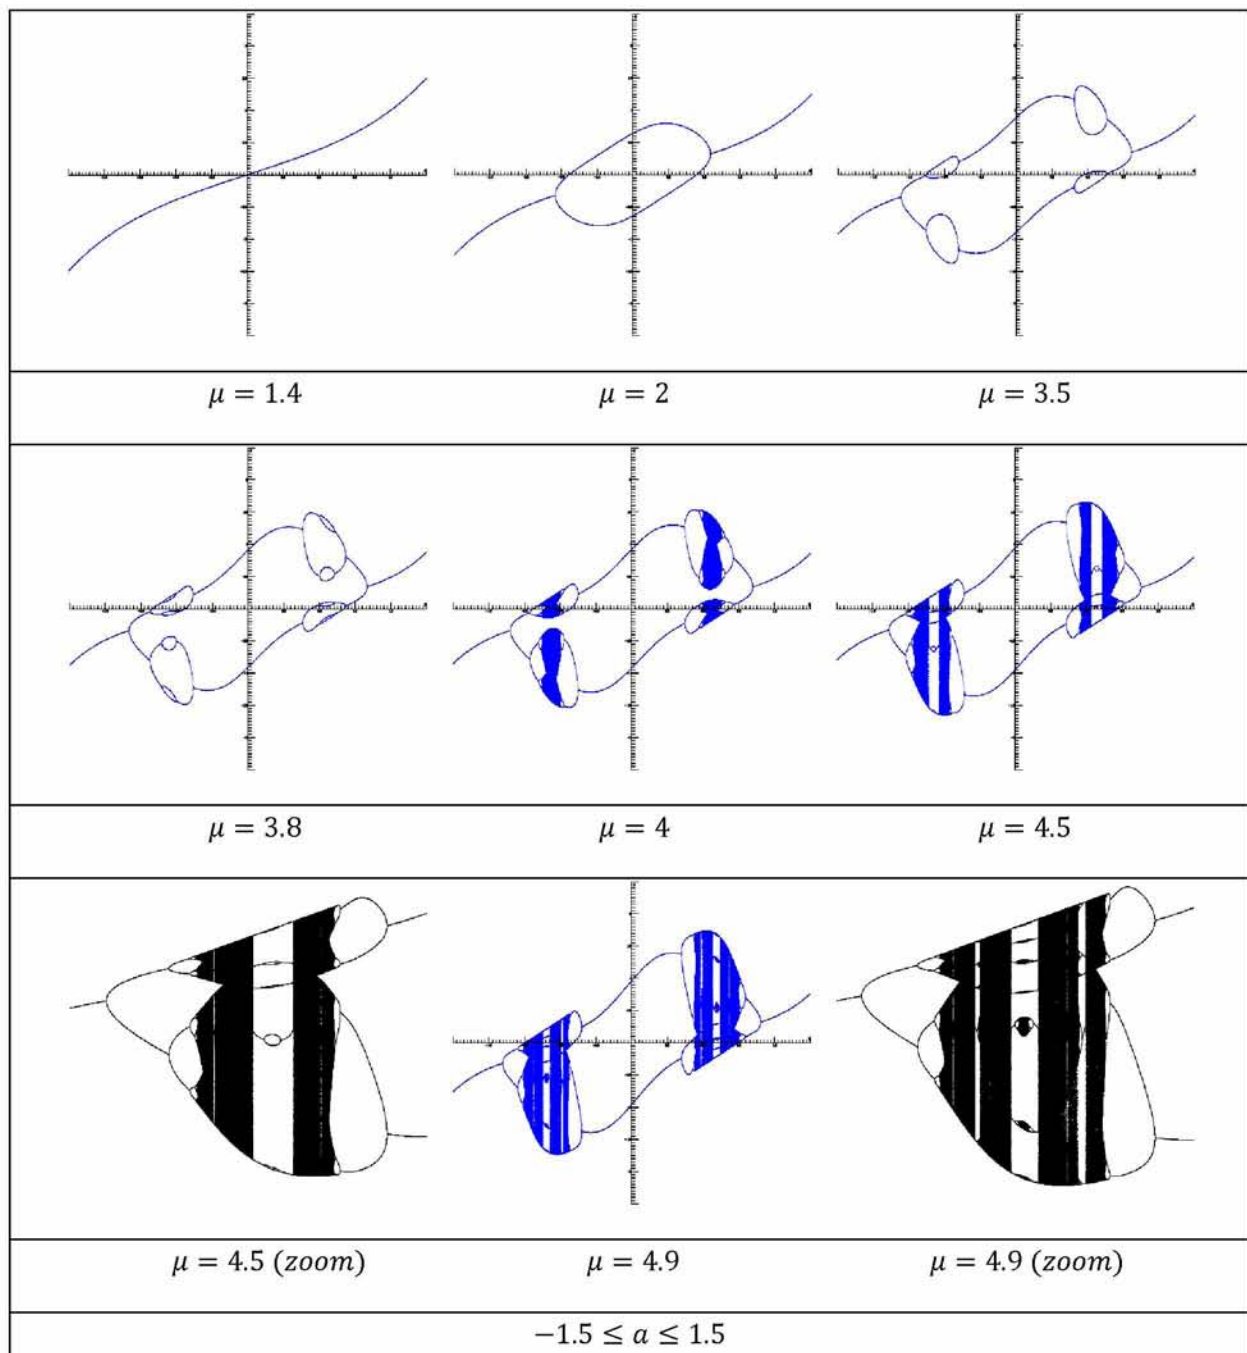 μ = 1.4
μ = 2
μ = 3.5
μ = 3.8
μ = 4
μ = 4.5
μ = 4.5 (zoom)
μ = 4.9
μ = 4.9 (zoom)
−1.5 ≤ a ≤ 1.5